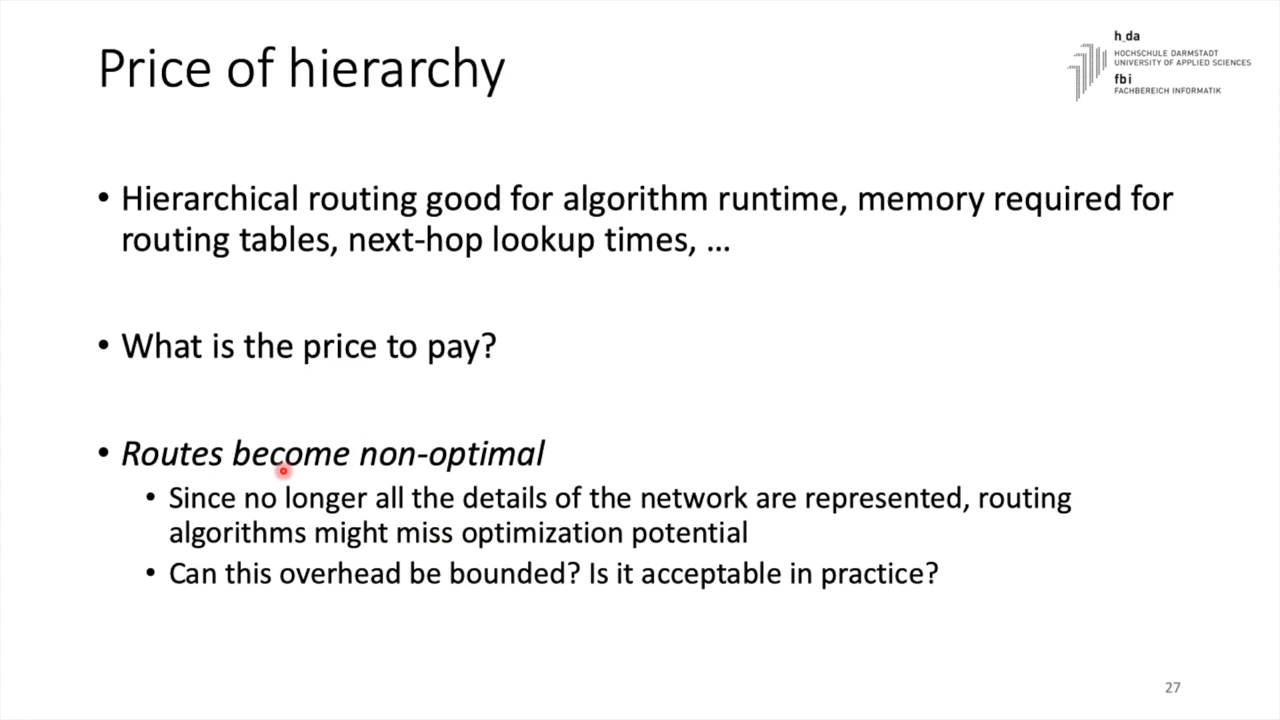 Price of hierarchy
h_da
HOCHSCHULE DARMSTADT
UNIVERSITY OF APPLIED SCIENCES
fbi
FACHBEREICH INFORMATIK
• Hierarchical routing good for algorithm runtime, memory required for
routing tables, next-hop lookup times, …
• What is the price to pay?
• Routes become non-optimal
• Since no longer all the details of the network are represented, routing
algorithms might miss optimization potential
• Can this overhead be bounded? Is it acceptable in practice?
27